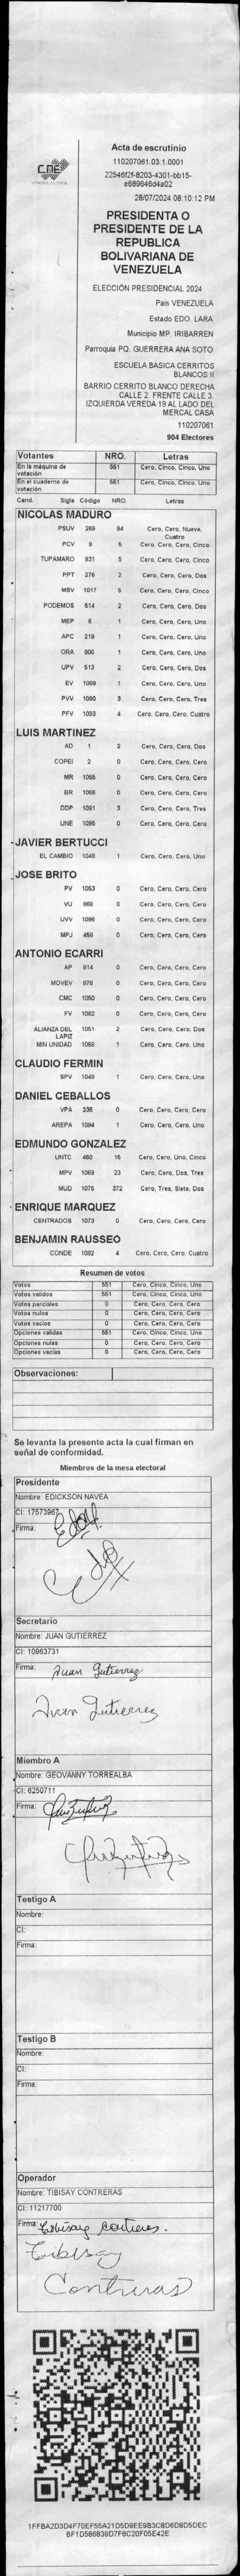 CNE
Acta de escrutinio
110207061.03.1.0001
22546f2f-8203-4301-bb15-
e689646d4a02
28/07/2024 08:10:12 PM
PRESIDENTA O
PRESIDENTE DE LA
REPUBLICA
BOLIVARIANA DE
VENEZUELA
ELECCIÓN PRESIDENCIAL 2024
Pais VENEZUELA
Estado EDO. LARA
Municipio MP. IRIBARREN
Parroquia PQ. GUERRERA ANA SOTO
ESCUELA BASICA CERRITOS
BLANCOS II
BARRIO CERRITO BLANCO DERECHA
CALLE 2. FRENTE CALLE 3.
IZQUIERDA VEREDA 19 AL LADO DEL
MERCAL CASA
110207061
904 Electores
Votantes NRO. Letras
En la máquina de votación 551 Cero, Cinco, Cinco, Uno
En el cuaderno de votación 551 Cero, Cinco, Cinco, Uno
Cand. Sigla Código NRO. Letras
NICOLAS MADURO
PSUV 269 94 Cero, Cero, Nueve, Cuatro
PCV 9 5 Cero, Cero, Cero, Cinco
TUPAMARO 931 5 Cero, Cero, Cero, Cinco
PPT 276 2 Cero, Cero, Cero, Dos
MSV 1017 5 Cero, Cero, Cero, Cinco
PODEMOS 514 2 Cero, Cero, Cero, Dos
MEP 6 1 Cero, Cero, Cero, Uno
APC 219 1 Cero, Cero, Cero, Uno
ORA 906 1 Cero, Cero, Cero, Uno
UPV 513 2 Cero, Cero, Cero, Dos
EV 1089 1 Cero, Cero, Cero, Uno
PVV 1090 3 Cero, Cero, Cero, Tres
PFV 1093 4 Cero, Cero, Cero, Cuatro
LUIS MARTINEZ
AD 1 2 Cero, Cero, Cero, Dos
COPEI 2 0 Cero, Cero, Cero, Cero
MR 1055 0 Cero, Cero, Cero, Cero
BR 1066 0 Cero, Cero, Cero, Cero
DDP 1091 3 Cero, Cero, Cero, Tres
UNE 1095 0 Cero, Cero, Cero, Cero
JAVIER BERTUCCI
EL CAMBIO 1048 1 Cero, Cero, Cero, Uno
JOSE BRITO
PV 1053 0 Cero, Cero, Cero, Cero
VU 868 0 Cero, Cero, Cero, Cero
UVV 1096 0 Cero, Cero, Cero, Cero
MPJ 458 0 Cero, Cero, Cero, Cero
ANTONIO ECARRI
AP 814 0 Cero, Cero, Cero, Cero
MOVEV 878 0 Cero, Cero, Cero, Cero
CMC 1050 0 Cero, Cero, Cero, Cero
FV 1062 0 Cero, Cero, Cero, Cero
ALIANZA DEL LAPIZ 1051 2 Cero, Cero, Cero, Dos
MIN UNIDAD 1069 1 Cero, Cero, Cero, Uno
CLAUDIO FERMIN
SPV 1049 1 Cero, Cero, Cero, Uno
DANIEL CEBALLOS
VPA 236 0 Cero, Cero, Cero, Cero
AREPA 1094 1 Cero, Cero, Cero, Uno
EDMUNDO GONZALEZ
UNTC 460 15 Cero, Cero, Uno, Cinco
MPV 1069 23 Cero, Cero, Dos, Tres
MUD 1075 372 Cero, Tres, Siete, Dos
ENRIQUE MARQUEZ
CENTRADOS 1073 0 Cero, Cero, Cero, Cero
BENJAMIN RAUSSEO
CONDE 1092 4 Cero, Cero, Cero, Cuatro
Resumen de votos
Votos 551 Cero, Cinco, Cinco, Uno
Votos validos 551 Cero, Cinco, Cinco, Uno
Votos parciales 0 Cero, Cero, Cero, Cero
Votos nulos 0 Cero, Cero, Cero, Cero
Votos vacios 0 Cero, Cero, Cero, Cero
Opciones validas 551 Cero, Cinco, Cinco, Uno
Opciones nulas 0 Cero, Cero, Cero, Cero
Opciones vacias 0 Cero, Cero, Cero, Cero
Observaciones:
Se levanta la presente acta la cual firman en
señal de conformidad.
Miembros de la mesa electoral
Presidente
Nombre: EDICKSON NAVEA
CI: 17573967
Firma:
Secretario
Nombre: JUAN GUTIERREZ
CI: 10963731
Firma: Juan Gutierrez
Juan Gutierrez
Miembro A
Nombre: GEOVANNY TORREALBA
CI: 6250711
Firma:
Testigo A
Nombre:
CI:
Firma:
Testigo B
Nombre:
CI:
Firma:
Operador
Nombre: TIBISAY CONTRERAS
CI: 11217700
Firma: Tibisay Contreras.
Tibisay
Contreras
1FFBA2D3D4F70EF55A21D5D9EE9B3C8D6D8D5DEC
BF1D586839D7F6C20F05E42E